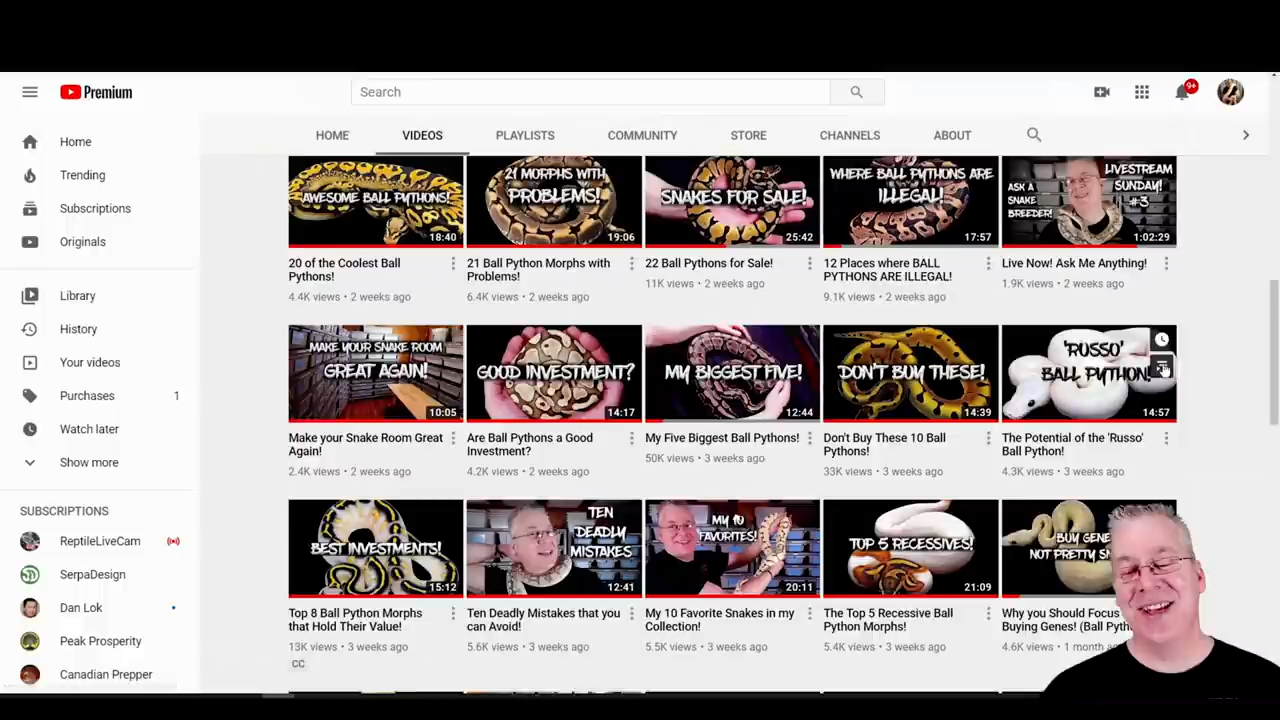 Premium
Search
9+
HOME
VIDEOS
PLAYLISTS
COMMUNITY
STORE
CHANNELS
ABOUT
Home
Trending
Subscriptions
Originals
Library
History
Your videos
Purchases 1
Watch later
Show more
SUBSCRIPTIONS
ReptileLiveCam
SerpaDesign
Dan Lok
Peak Prosperity
Canadian Prepper
AWESOME BALL PYTHONS!
18:40
20 of the Coolest Ball
Pythons!
4.4K views • 2 weeks ago
21 MORPHS WITH
PROBLEMS!
19:06
21 Ball Python Morphs with
Problems!
6.4K views • 2 weeks ago
SNAKES FOR SALE!
25:42
22 Ball Pythons for Sale!
11K views • 2 weeks ago
WHERE BALL PYTHONS ARE
ILLEGAL!
17:57
12 Places where BALL
PYTHONS ARE ILLEGAL!
9.1K views • 2 weeks ago
ASK A
SNAKE
BREEDER!
LIVESTREAM
SUNDAY!
#3
1:02:29
Live Now! Ask Me Anything!
1.9K views • 2 weeks ago
MAKE YOUR SNAKE ROOM
GREAT AGAIN!
10:05
Make your Snake Room Great
Again!
2.4K views • 2 weeks ago
GOOD INVESTMENT?
14:17
Are Ball Pythons a Good
Investment?
4.2K views • 2 weeks ago
MY BIGGEST FIVE!
12:44
My Five Biggest Ball Pythons!
50K views • 3 weeks ago
DON'T BUY THESE!
14:39
Don't Buy These 10 Ball
Pythons!
33K views • 3 weeks ago
'RUSSO'
BALL PYTHON!
14:57
The Potential of the 'Russo'
Ball Python!
4.3K views • 3 weeks ago
BEST INVESTMENTS!
15:12
Top 8 Ball Python Morphs
that Hold Their Value!
13K views • 3 weeks ago
CC
TEN
DEADLY
MISTAKES
12:41
Ten Deadly Mistakes that you
can Avoid!
5.6K views • 3 weeks ago
MY 10
FAVORITES!
20:11
My 10 Favorite Snakes in my
Collection!
5.5K views • 3 weeks ago
TOP 5 RECESSIVES!
21:09
The Top 5 Recessive Ball
Python Morphs!
5.4K views • 3 weeks ago
BUY GENE
NOT PRETTY SN
Why you Should Focus
Buying Genes! (Ball Pyth
4.6K views • 1 month ag